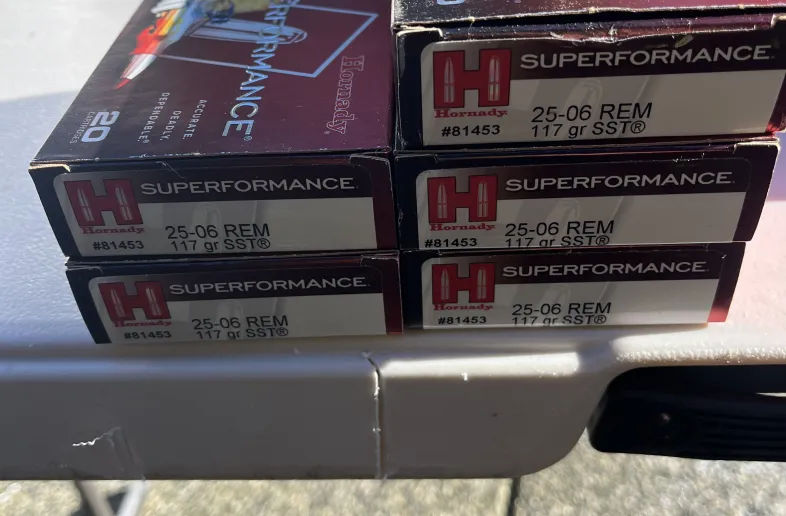 PERFORMANCE®
Hornady®
ACCURATE.
DEADLY.
DEPENDABLE.®
20
CARTRIDGES
H
Hornady
SUPERFORMANCE
25-06 REM
#81453
117 gr SST®
H
Hornady
SUPERFORMANCE
25-06 REM
#81453
117 gr SST®
H
Hornady
SUPERFORMANCE
25-06 REM
#81453
117 gr SST®
H
Hornady
SUPERFORMANCE
25-06 REM
#81453
117 gr SST®
H
Hornady
SUPERFORMANCE
25-06 REM
#81453
117 gr SST®